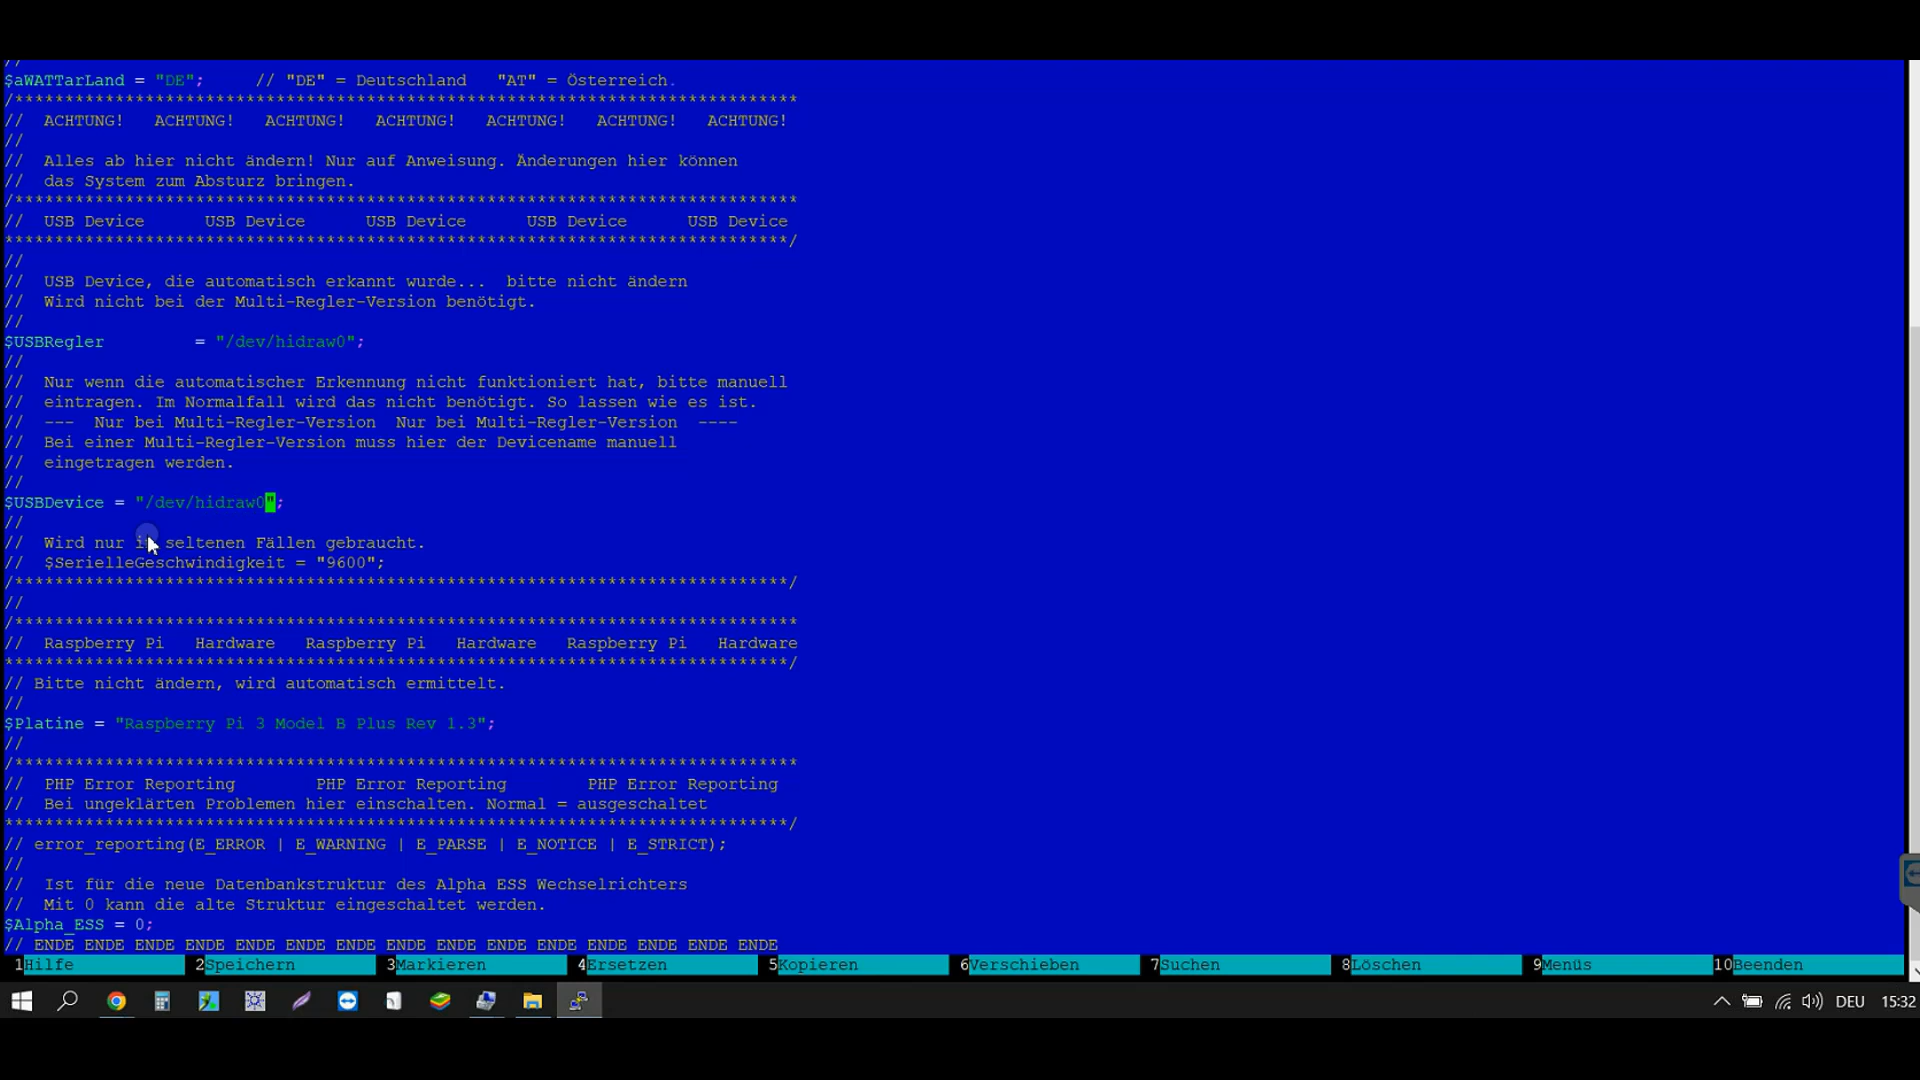 //
$aWATTarLand = "DE";     // "DE" = Deutschland   "AT" = Österreich.
/******************************************************************************
//  ACHTUNG!   ACHTUNG!   ACHTUNG!   ACHTUNG!   ACHTUNG!   ACHTUNG!   ACHTUNG!
//
//  Alles ab hier nicht ändern! Nur auf Anweisung. Änderungen hier können
//  das System zum Absturz bringen.
/******************************************************************************
//  USB Device      USB Device      USB Device      USB Device      USB Device
******************************************************************************/
//
//  USB Device, die automatisch erkannt wurde...  bitte nicht ändern
//  Wird nicht bei der Multi-Regler-Version benötigt.
//
$USBRegler         = "/dev/hidraw0";
//
//  Nur wenn die automatischer Erkennung nicht funktioniert hat, bitte manuell
//  eintragen. Im Normalfall wird das nicht benötigt. So lassen wie es ist.
//  ---  Nur bei Multi-Regler-Version  Nur bei Multi-Regler-Version  ----
//  Bei einer Multi-Regler-Version muss hier der Devicename manuell
//  eingetragen werden.
//
$USBDevice = "/dev/hidraw0";
//
//  Wird nur in seltenen Fällen gebraucht.
//  $SerielleGeschwindigkeit = "9600";
/*****************************************************************************/
//
/******************************************************************************
//  Raspberry Pi   Hardware   Raspberry Pi   Hardware   Raspberry Pi   Hardware
******************************************************************************/
// Bitte nicht ändern, wird automatisch ermittelt.
//
$Platine = "Raspberry Pi 3 Model B Plus Rev 1.3";
//
/******************************************************************************
//  PHP Error Reporting        PHP Error Reporting        PHP Error Reporting
//  Bei ungeklärten Problemen hier einschalten. Normal = ausgeschaltet
******************************************************************************/
// error_reporting(E_ERROR | E_WARNING | E_PARSE | E_NOTICE | E_STRICT);
//
//  Ist für die neue Datenbankstruktur des Alpha ESS Wechselrichters
//  Mit 0 kann die alte Struktur eingeschaltet werden.
$Alpha_ESS = 0;
// ENDE ENDE ENDE ENDE ENDE ENDE ENDE ENDE ENDE ENDE ENDE ENDE ENDE ENDE ENDE
1Hilfe 2Speichern 3Markieren 4Ersetzen 5Kopieren 6Verschieben 7Suchen 8Löschen 9Menüs 10Beenden
DEU 15:32